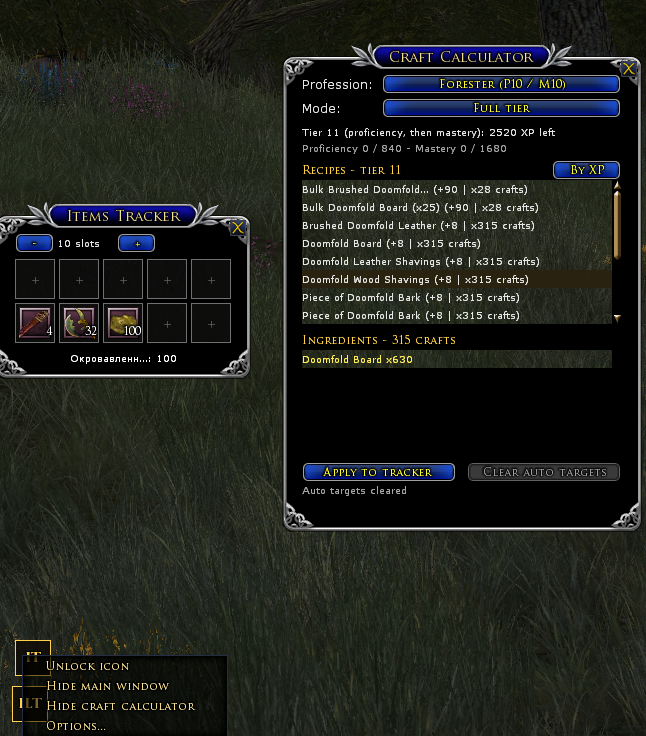 Craft Calculator
X
Profession: Forester (P10 / M10)
Mode: Full tier
Tier 11 (proficiency, then mastery): 2520 XP left
Proficiency 0 / 840 - Mastery 0 / 1680
Recipes - tier 11 By XP
Bulk Brushed Doomfold... (+90 | x28 crafts)
Bulk Doomfold Board (x25) (+90 | x28 crafts)
Brushed Doomfold Leather (+8 | x315 crafts)
Doomfold Board (+8 | x315 crafts)
Doomfold Leather Shavings (+8 | x315 crafts)
Doomfold Wood Shavings (+8 | x315 crafts)
Piece of Doomfold Bark (+8 | x315 crafts)
Piece of Doomfold Bark (+8 | x315 crafts)
Ingredients - 315 crafts
Doomfold Board x630
Apply to tracker Clear auto targets
Auto targets cleared
Items Tracker
X
- 10 slots +
+ + + + +
4 32 100 + +
Окровавленн...: 100
IT
ILT
Unlock icon
Hide main window
Hide craft calculator
Options...